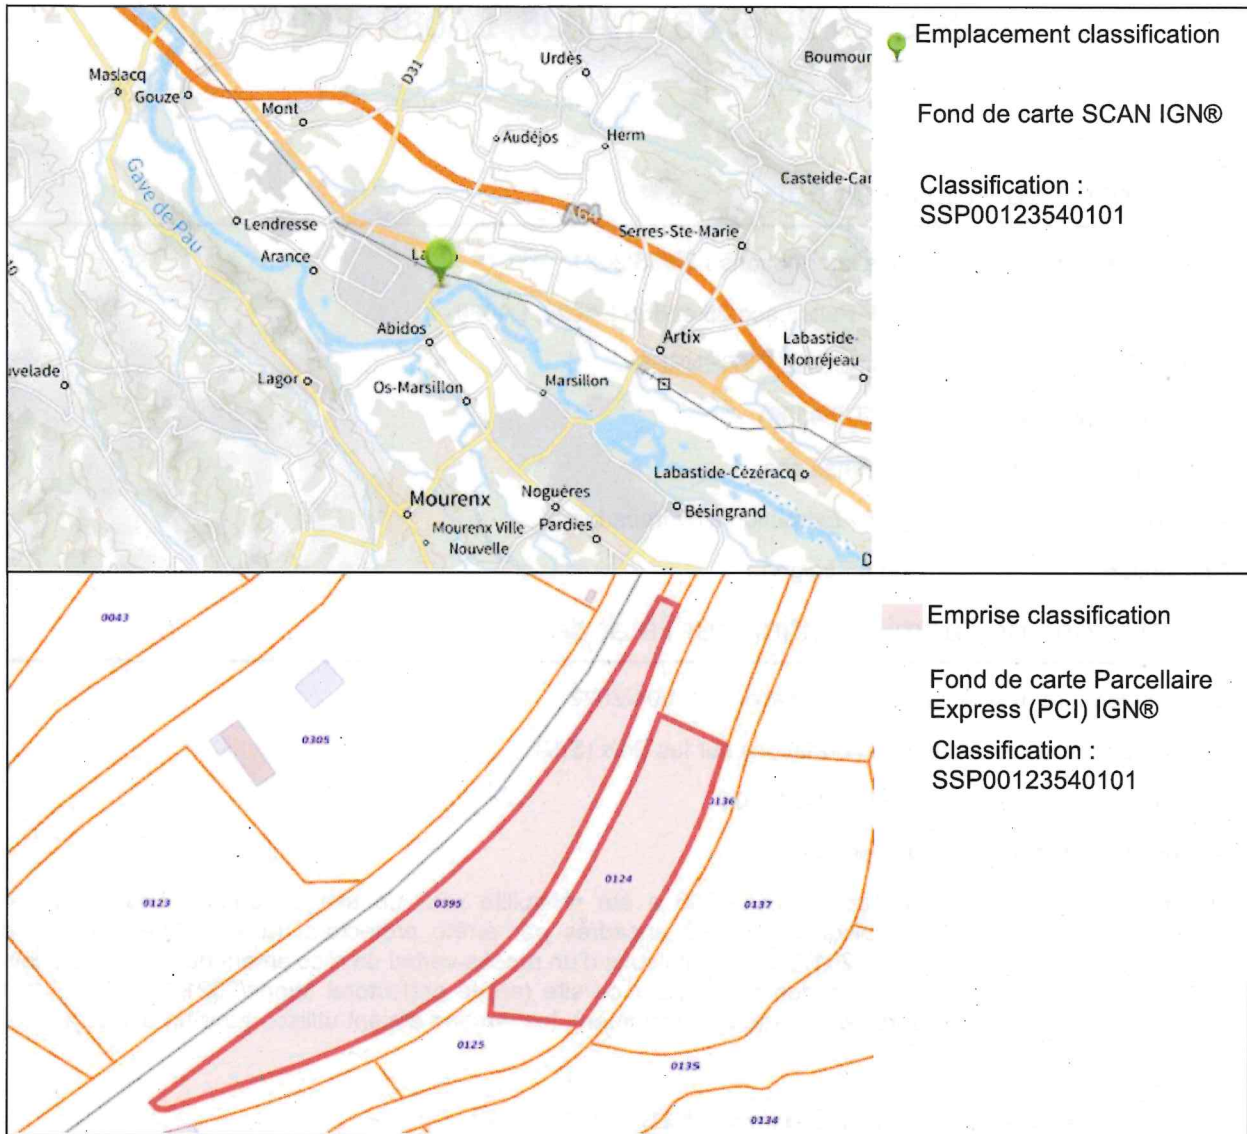 Emplacement classification
Fond de carte SCAN IGN®
Classification :
SSP00123540101
Urdès
Maslacq
Gouze
Mont
D31
Audéjos
Herm
Gave de Pau
A64
Lendresse
Serres-Ste-Marie
Arance
Abidos
Artix
Labastide-
Monréjeau
Lagor
Os-Marsillon
Marsillon
Labastide-Cézéracq
Mourenx
Noguères
Bésingrand
Mourenx Ville
Nouvelle
Pardies
Emprise classification
Fond de carte Parcellaire
Express (PCI) IGN®
Classification :
SSP00123540101
0043
0305
0136
0124
0123
0395
0137
0125
0135
0134